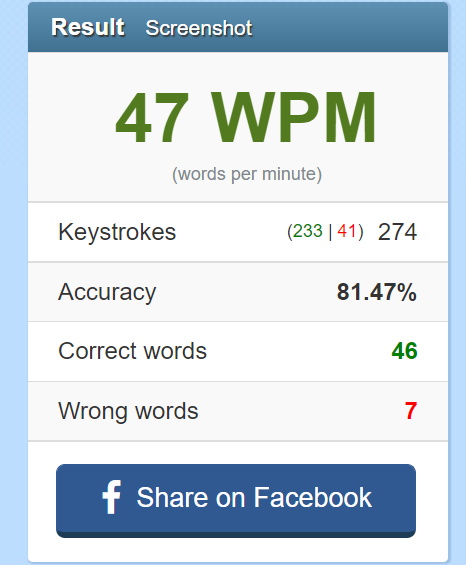 Result Screenshot
47 WPM
(words per minute)
Keystrokes (233 | 41) 274
Accuracy 81.47%
Correct words 46
Wrong words 7
Share on Facebook